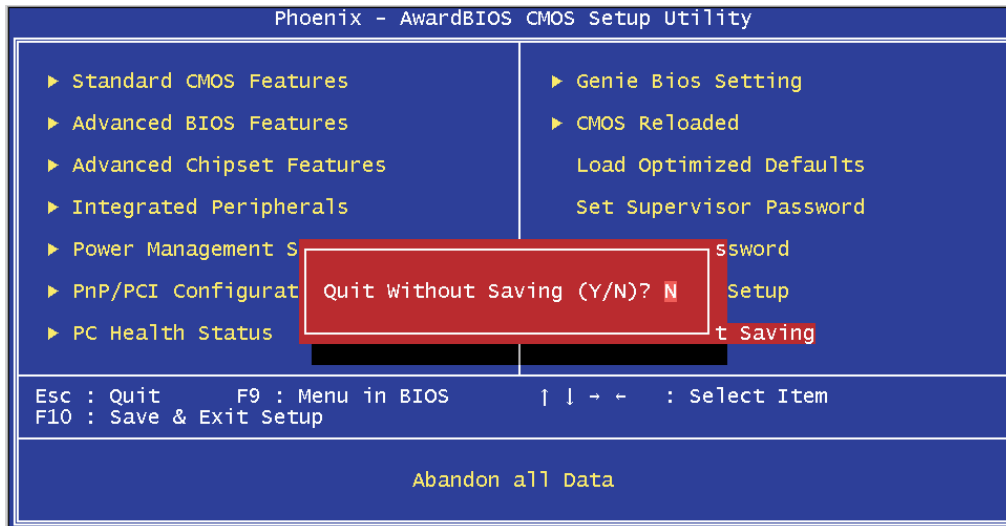 Phoenix - AwardBIOS CMOS Setup Utility
▶ Standard CMOS Features
▶ Advanced BIOS Features
▶ Advanced Chipset Features
▶ Integrated Peripherals
▶ Power Management S
▶ PnP/PCI Configurat
▶ PC Health Status
▶ Genie Bios Setting
▶ CMOS Reloaded
Load Optimized Defaults
Set Supervisor Password
ssword
Setup
t Saving
Quit Without Saving (Y/N)? N
Esc : Quit F9 : Menu in BIOS ↑ ↓ → ← : Select Item
F10 : Save & Exit Setup
Abandon all Data